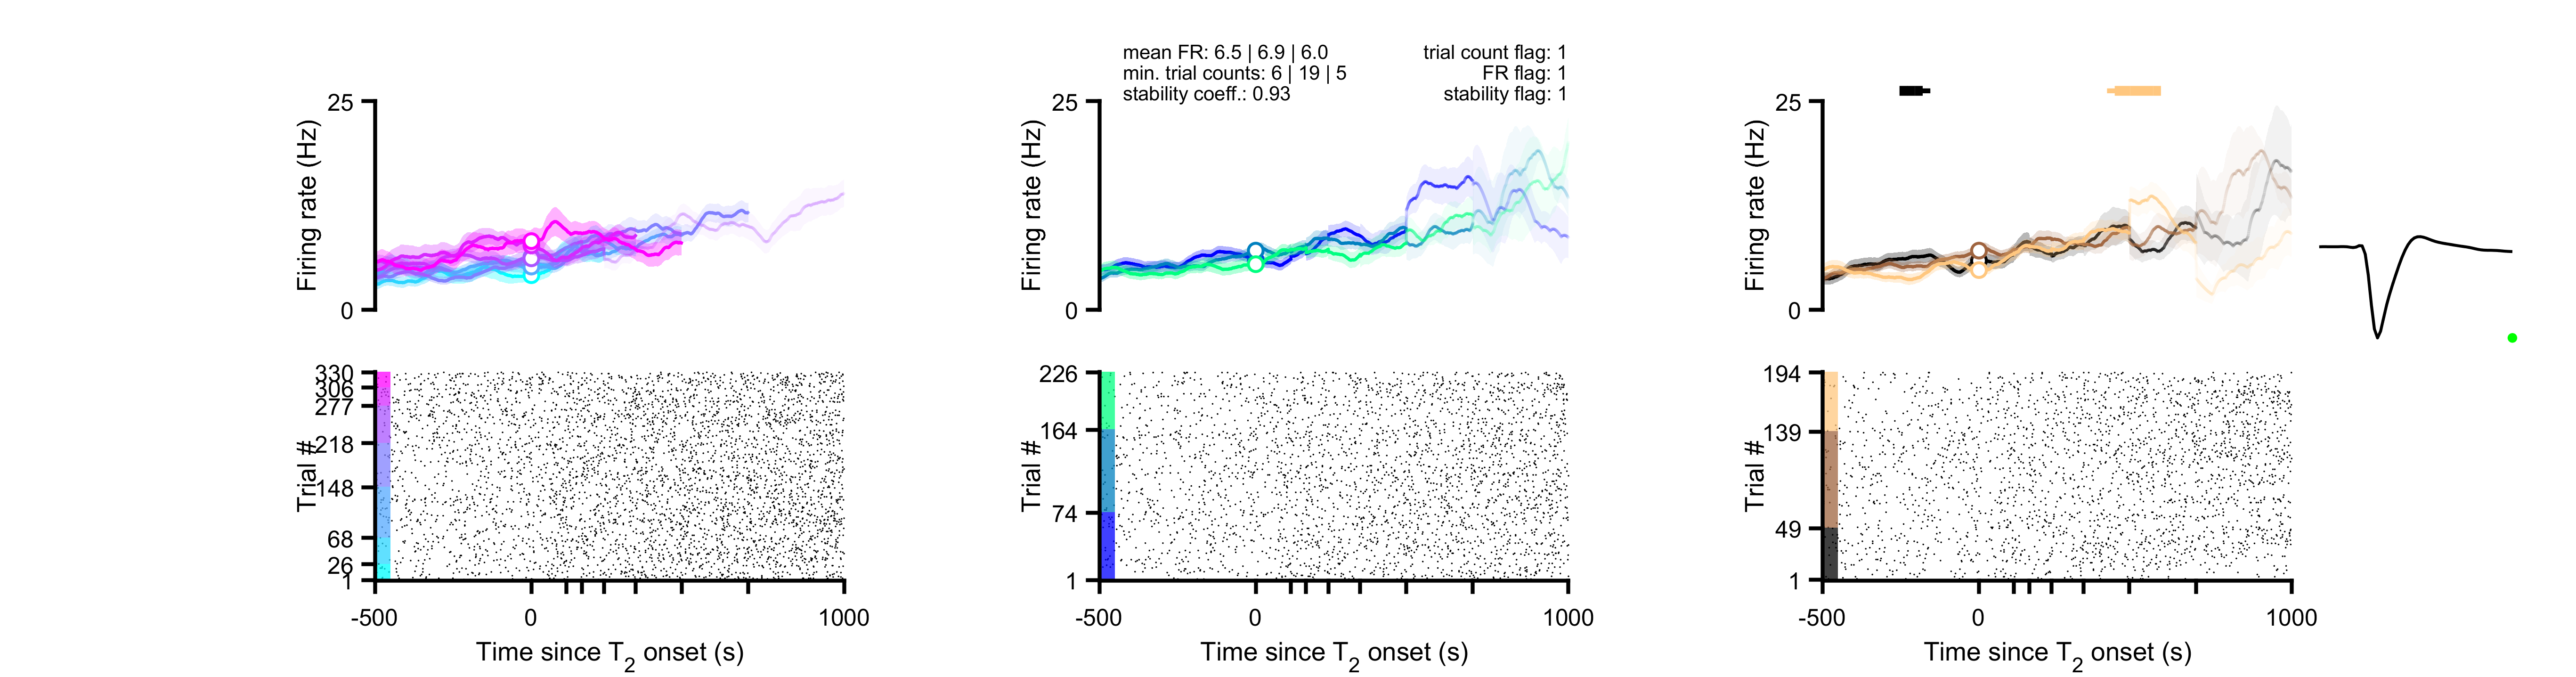 mean FR: 6.5 | 6.9 | 6.0
min. trial counts: 6 | 19 | 5
stability coeff.: 0.93
trial count flag: 1
FR flag: 1
stability flag: 1
Firing rate (Hz)
25
0
Firing rate (Hz)
25
0
Firing rate (Hz)
25
0
Trial #
330
306
277
218
148
68
26
1
-500
0
1000
Time since T2 onset (s)
Trial #
226
164
74
1
-500
0
1000
Time since T2 onset (s)
Trial #
194
139
49
1
-500
0
1000
Time since T2 onset (s)